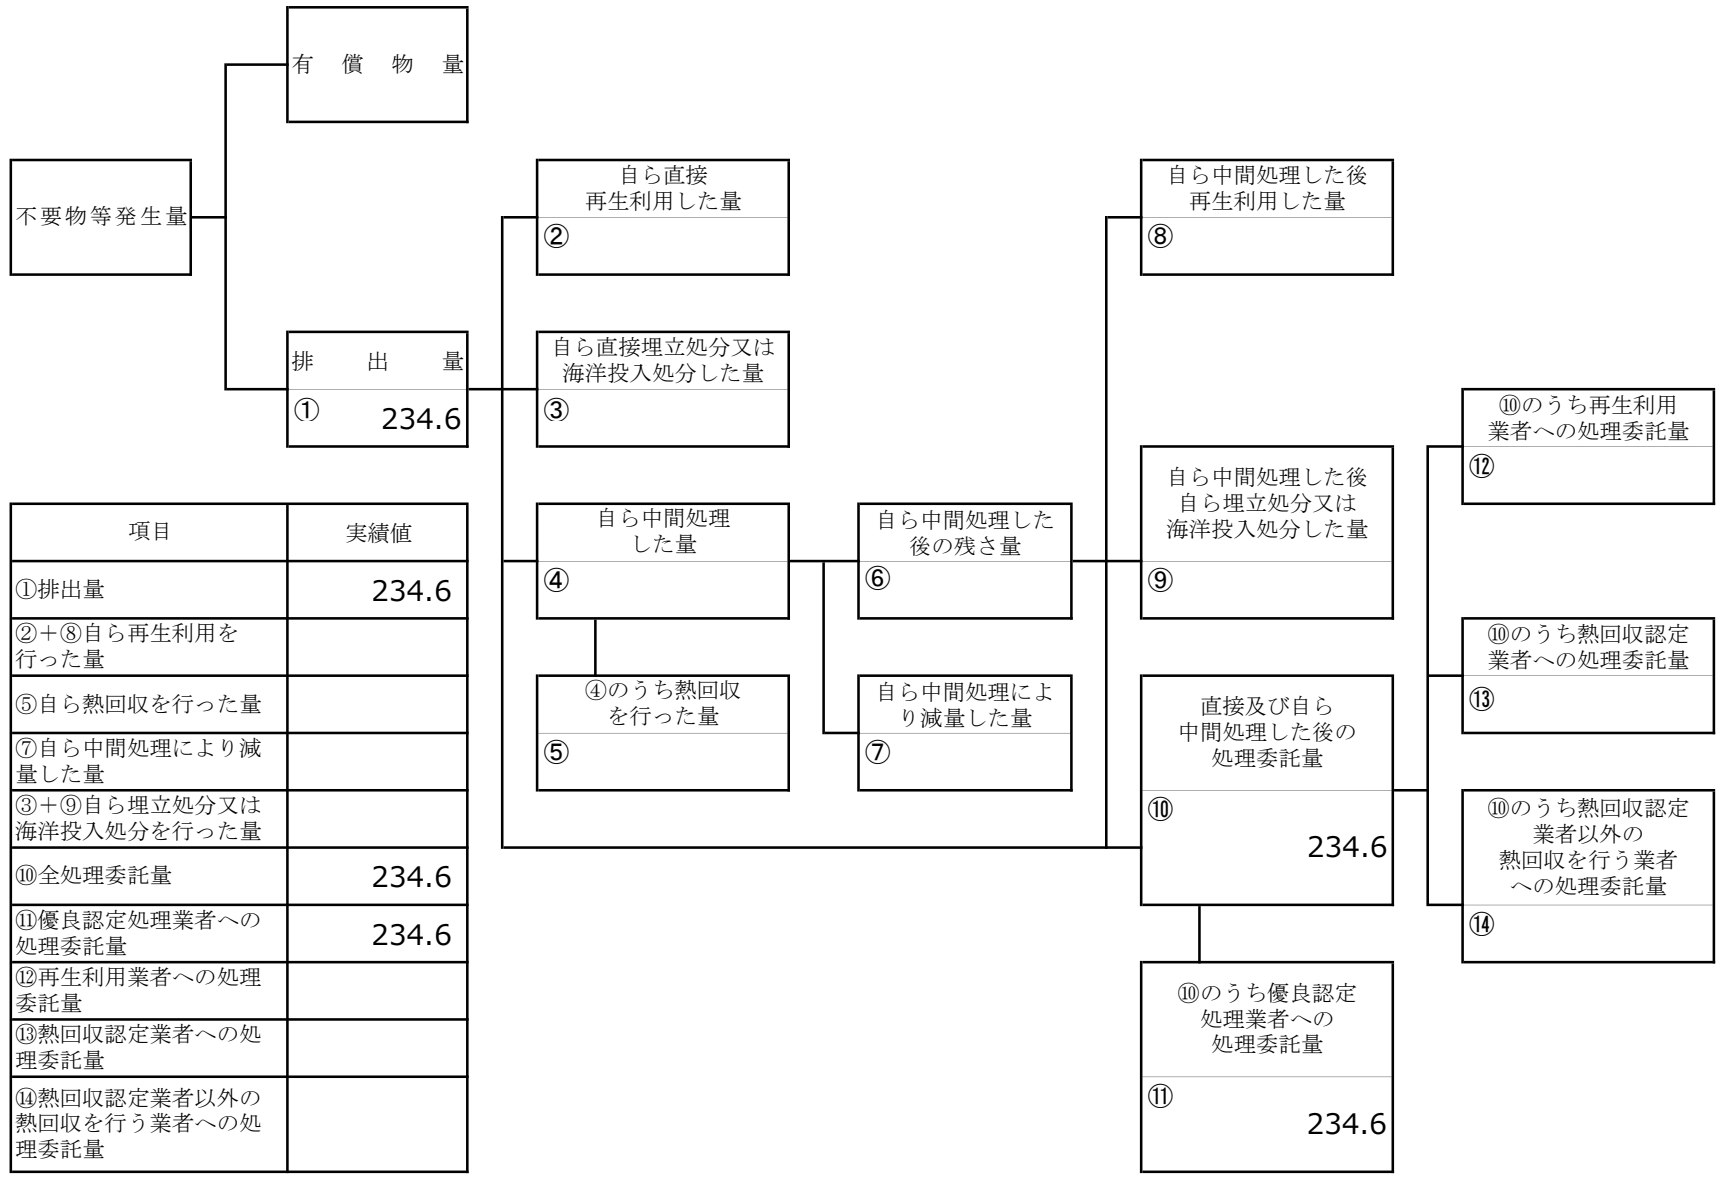 有償物量
不要物等発生量
自ら直接
再生利用した量
②
自ら中間処理した後
再生利用した量
⑧
排出量
① 234.6
自ら直接埋立処分又は
海洋投入処分した量
③
⑩のうち再生利用
業者への処理委託量
⑫
自ら中間処理
した量
④
自ら中間処理した
後の残さ量
⑥
自ら中間処理した後
自ら埋立処分又は
海洋投入処分した量
⑨
⑩のうち熱回収認定
業者への処理委託量
⑬
④のうち熱回収
を行った量
⑤
自ら中間処理によ
り減量した量
⑦
直接及び自ら
中間処理した後の
処理委託量
⑩
234.6
⑩のうち熱回収認定
業者以外の
熱回収を行う業者
への処理委託量
⑭
⑩のうち優良認定
処理業者への
処理委託量
⑪
234.6
項目 実績値
①排出量 234.6
②＋⑧自ら再生利用を
行った量
⑤自ら熱回収を行った量
⑦自ら中間処理により減
量した量
③＋⑨自ら埋立処分又は
海洋投入処分を行った量
⑩全処理委託量 234.6
⑪優良認定処理業者への
処理委託量 234.6
⑫再生利用業者への処理
委託量
⑬熱回収認定業者への処
理委託量
⑭熱回収認定業者以外の
熱回収を行う業者への処
理委託量